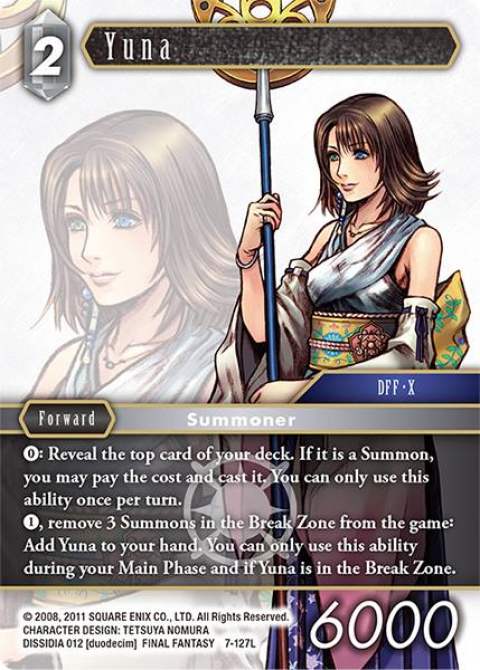 2
Yuna
DFF · X
Forward
Summoner
0: Reveal the top card of your deck. If it is a Summon,
you may pay the cost and cast it. You can only use this
ability once per turn.
1, remove 3 Summons in the Break Zone from the game:
Add Yuna to your hand. You can only use this ability
during your Main Phase and if Yuna is in the Break Zone.
© 2008, 2011 SQUARE ENIX CO., LTD. All Rights Reserved.
CHARACTER DESIGN: TETSUYA NOMURA
DISSIDIA 012 [duodecim] FINAL FANTASY 7-127L
6000